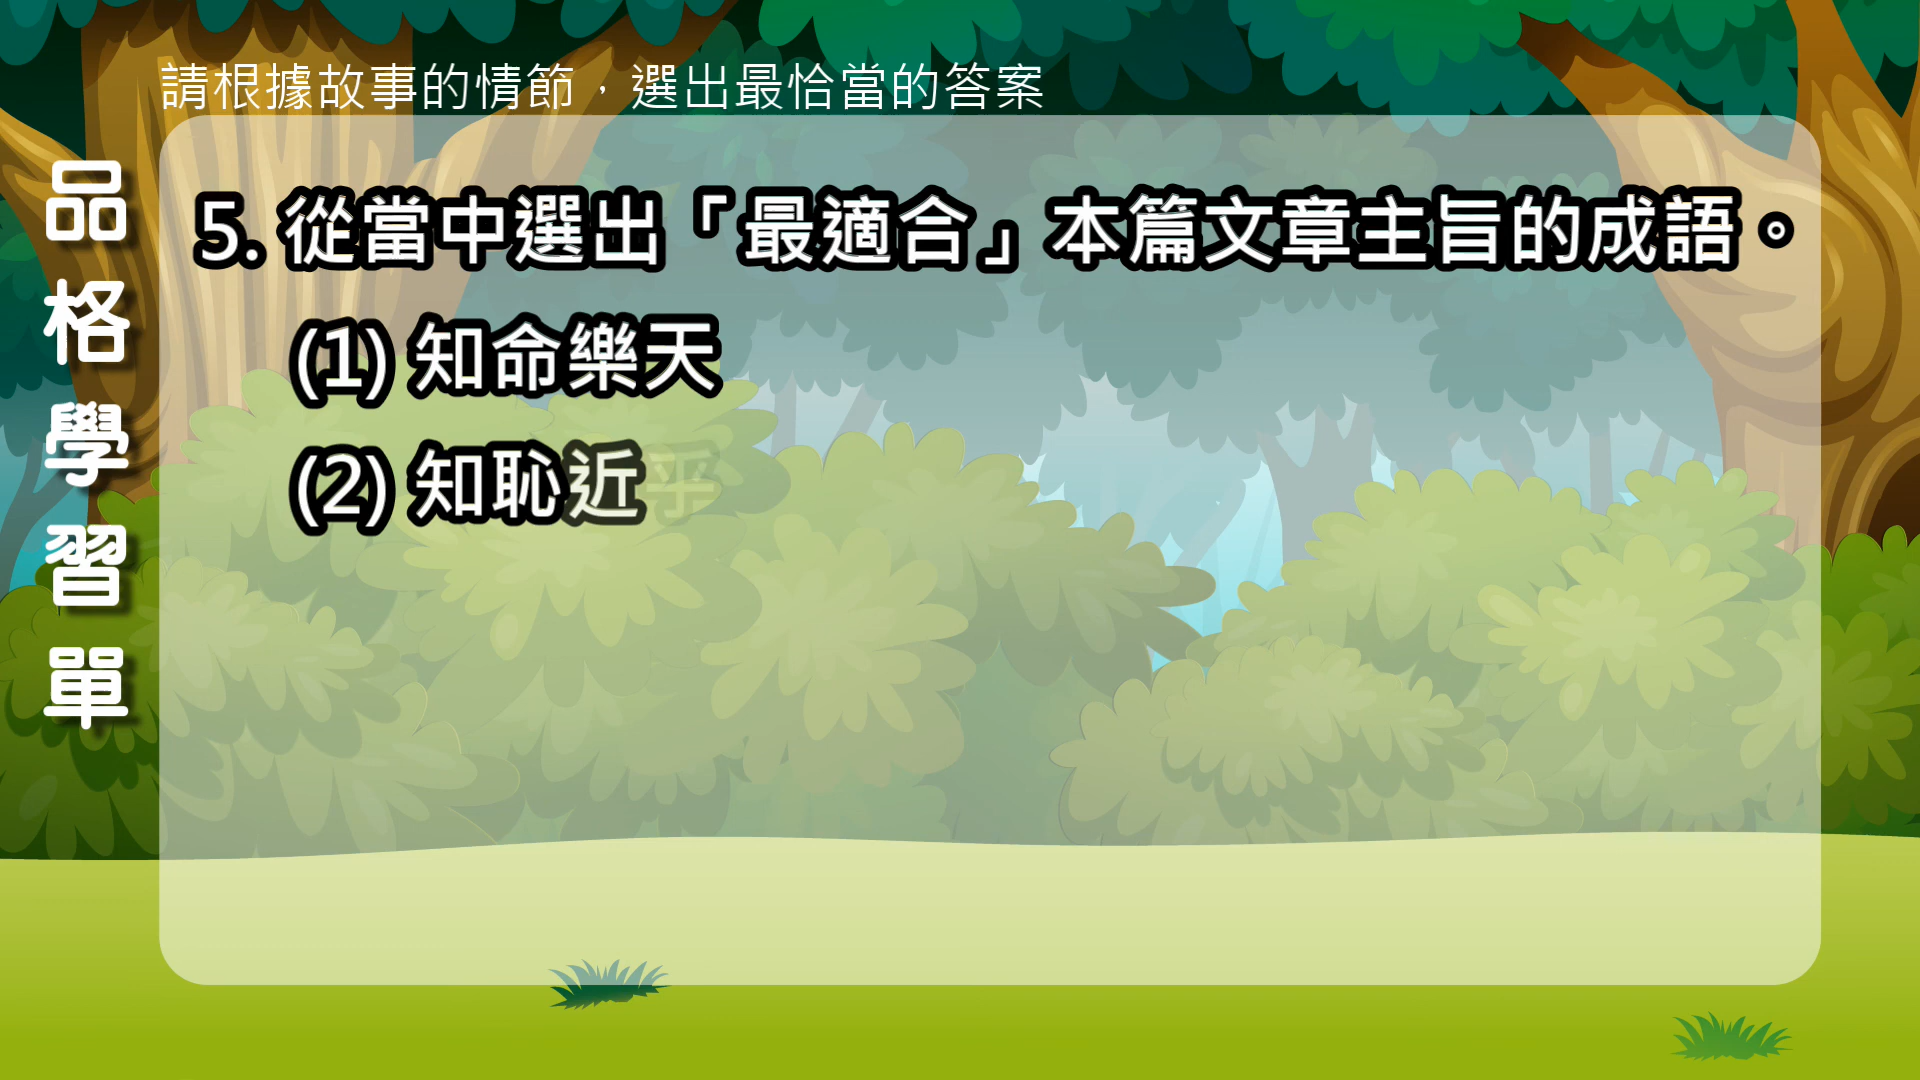 請根據故事的情節，選出最恰當的答案
品格學習單
5. 從當中選出「最適合」本篇文章主旨的成語。
(1) 知命樂天
(2) 知恥近乎